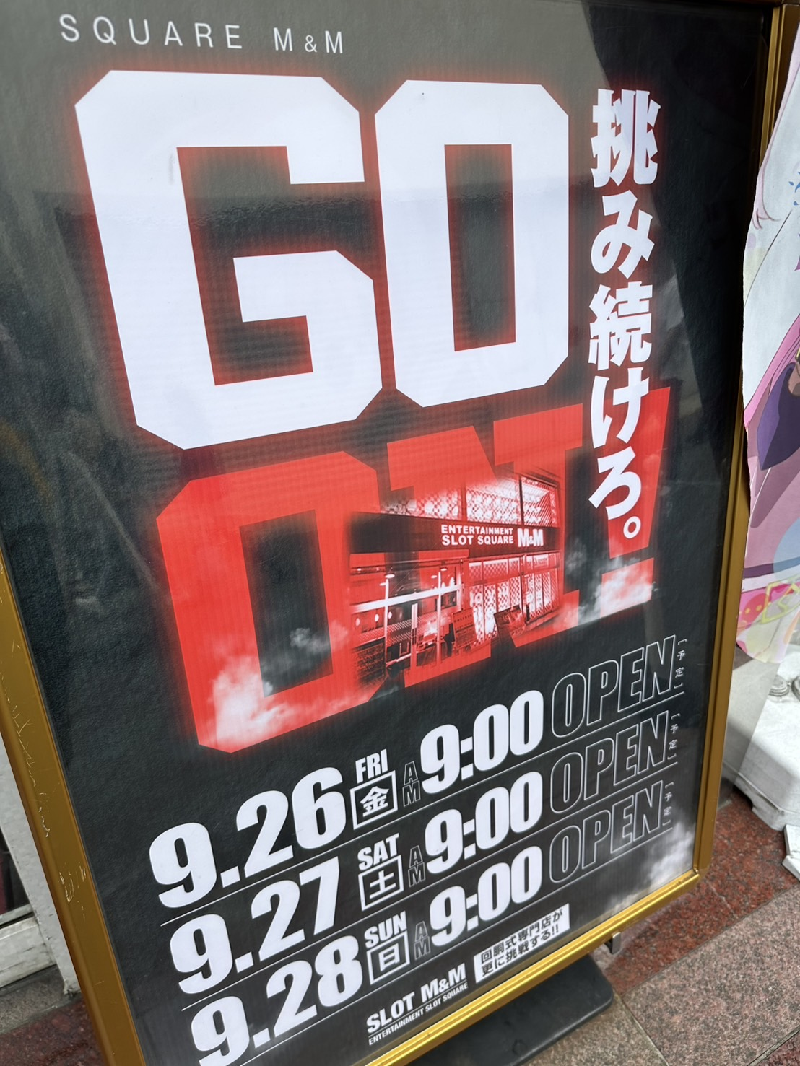 SQUARE M&M
GO
ON!
挑み続けろ。
ENTERTAINMENT
SLOT SQUARE M&M
9.26 FRI 金 AM 9:00 OPEN (予定)
9.27 SAT 土 AM 9:00 OPEN (予定)
9.28 SUN 日 AM 9:00 OPEN (予定)
SLOT M&M
ENTERTAINMENT SLOT SQUARE
回胴式専門店が
更に挑戦する!!